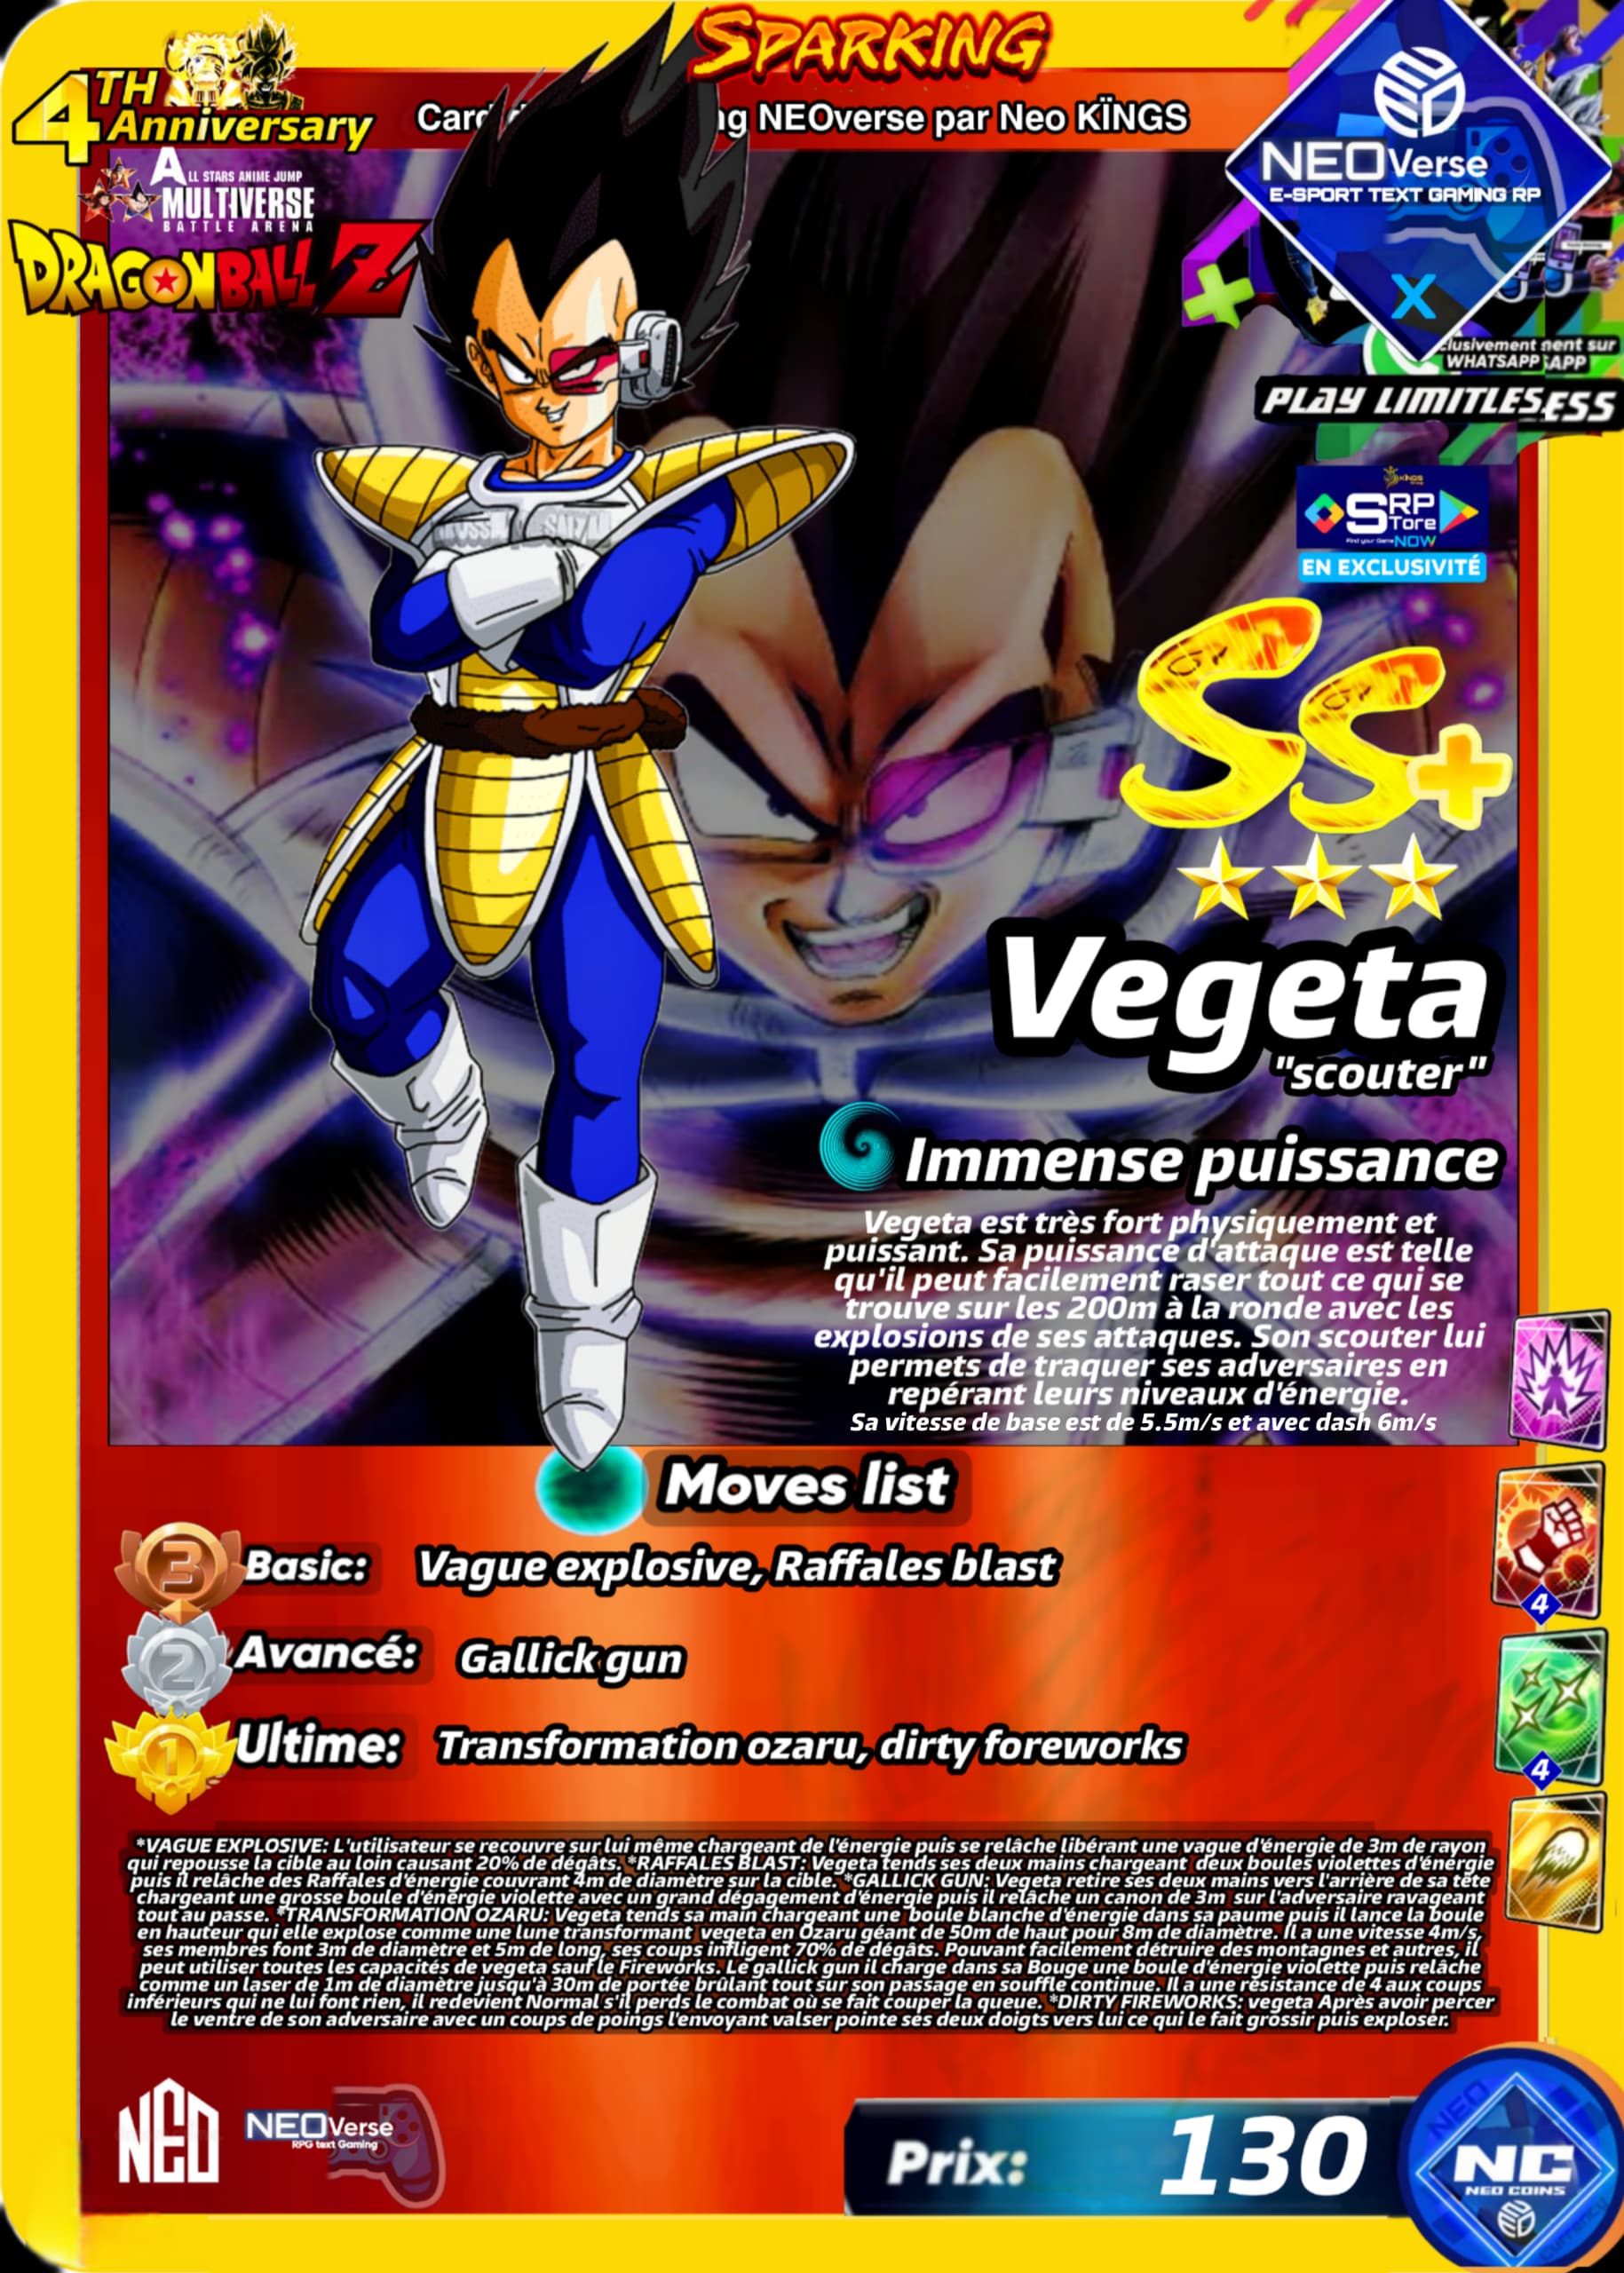 SPARKING
4TH
Anniversary
NEOverse par Neo KÏNGS
ALL STARS ANIME JUMP
MULTIVERSE
BATTLE ARENA
DRAGONBALL Z
NEOVerse
E-SPORT TEXT GAMING RP
X
WHATSAPP
PLAY LIMITLESS
KINGS
SRP
Tore
Find your Game NOW
EN EXCLUSIVITÉ
SS+
Vegeta
"scouter"
Immense puissance
Vegeta est très fort physiquement et
puissant. Sa puissance d'attaque est telle
qu'il peut facilement raser tout ce qui se
trouve sur les 200m à la ronde avec les
explosions de ses attaques. Son scouter lui
permets de traquer ses adversaires en
repérant leurs niveaux d'énergie.
Sa vitesse de base est de 5.5m/s et avec dash 6m/s
Moves list
3 Basic: Vague explosive, Raffales blast
4
2 Avancé: Gallick gun
1 Ultime: Transformation ozaru, dirty foreworks
4
*VAGUE EXPLOSIVE: L'utilisateur se recouvre sur lui même chargeant de l'énergie puis se relâche libérant une vague d'énergie de 3m de rayon
qui repousse la cible au loin causant 20% de dégâts. *RAFFALES BLAST: Vegeta tends ses deux mains chargeant deux boules violettes d'énergie
puis il relâche des Raffales d'énergie couvrant 4m de diamètre sur la cible. *GALLICK GUN: Vegeta retire ses deux mains vers l'arrière de sa tête
chargeant une grosse boule d'énergie violette avec un grand dégagement d'énergie puis il relâche un canon de 3m sur l'adversaire ravageant
tout au passe. *TRANSFORMATION OZARU: Vegeta tends sa main chargeant une boule blanche d'énergie dans sa paume puis il lance la boule
en hauteur qui elle explose comme une lune transformant vegeta en Ozaru géant de 50m de haut pour 8m de diamètre. Il a une vitesse 4m/s,
ses membres font 3m de diamètre et 5m de long, ses coups infligent 70% de dégâts. Pouvant facilement détruire des montagnes et autres, il
peut utiliser toutes les capacités de vegeta sauf le Fireworks. Le gallick gun il charge dans sa Bouge une boule d'énergie violette puis relâche
comme un laser de 1m de diamètre jusqu'à 30m de portée brûlant tout sur son passage en souffle continue. Il a une résistance de 4 aux coups
inférieurs qui ne lui font rien, il redevient Normal s'il perds le combat où se fait couper la queue. *DIRTY FIREWORKS: vegeta Après avoir percer
le ventre de son adversaire avec un coups de poings l'envoyant valser pointe ses deux doigts vers lui ce qui le fait grossir puis exploser.
NEO
NEOVerse
RPG text Gaming
Prix: 130
NC
NEO COINS